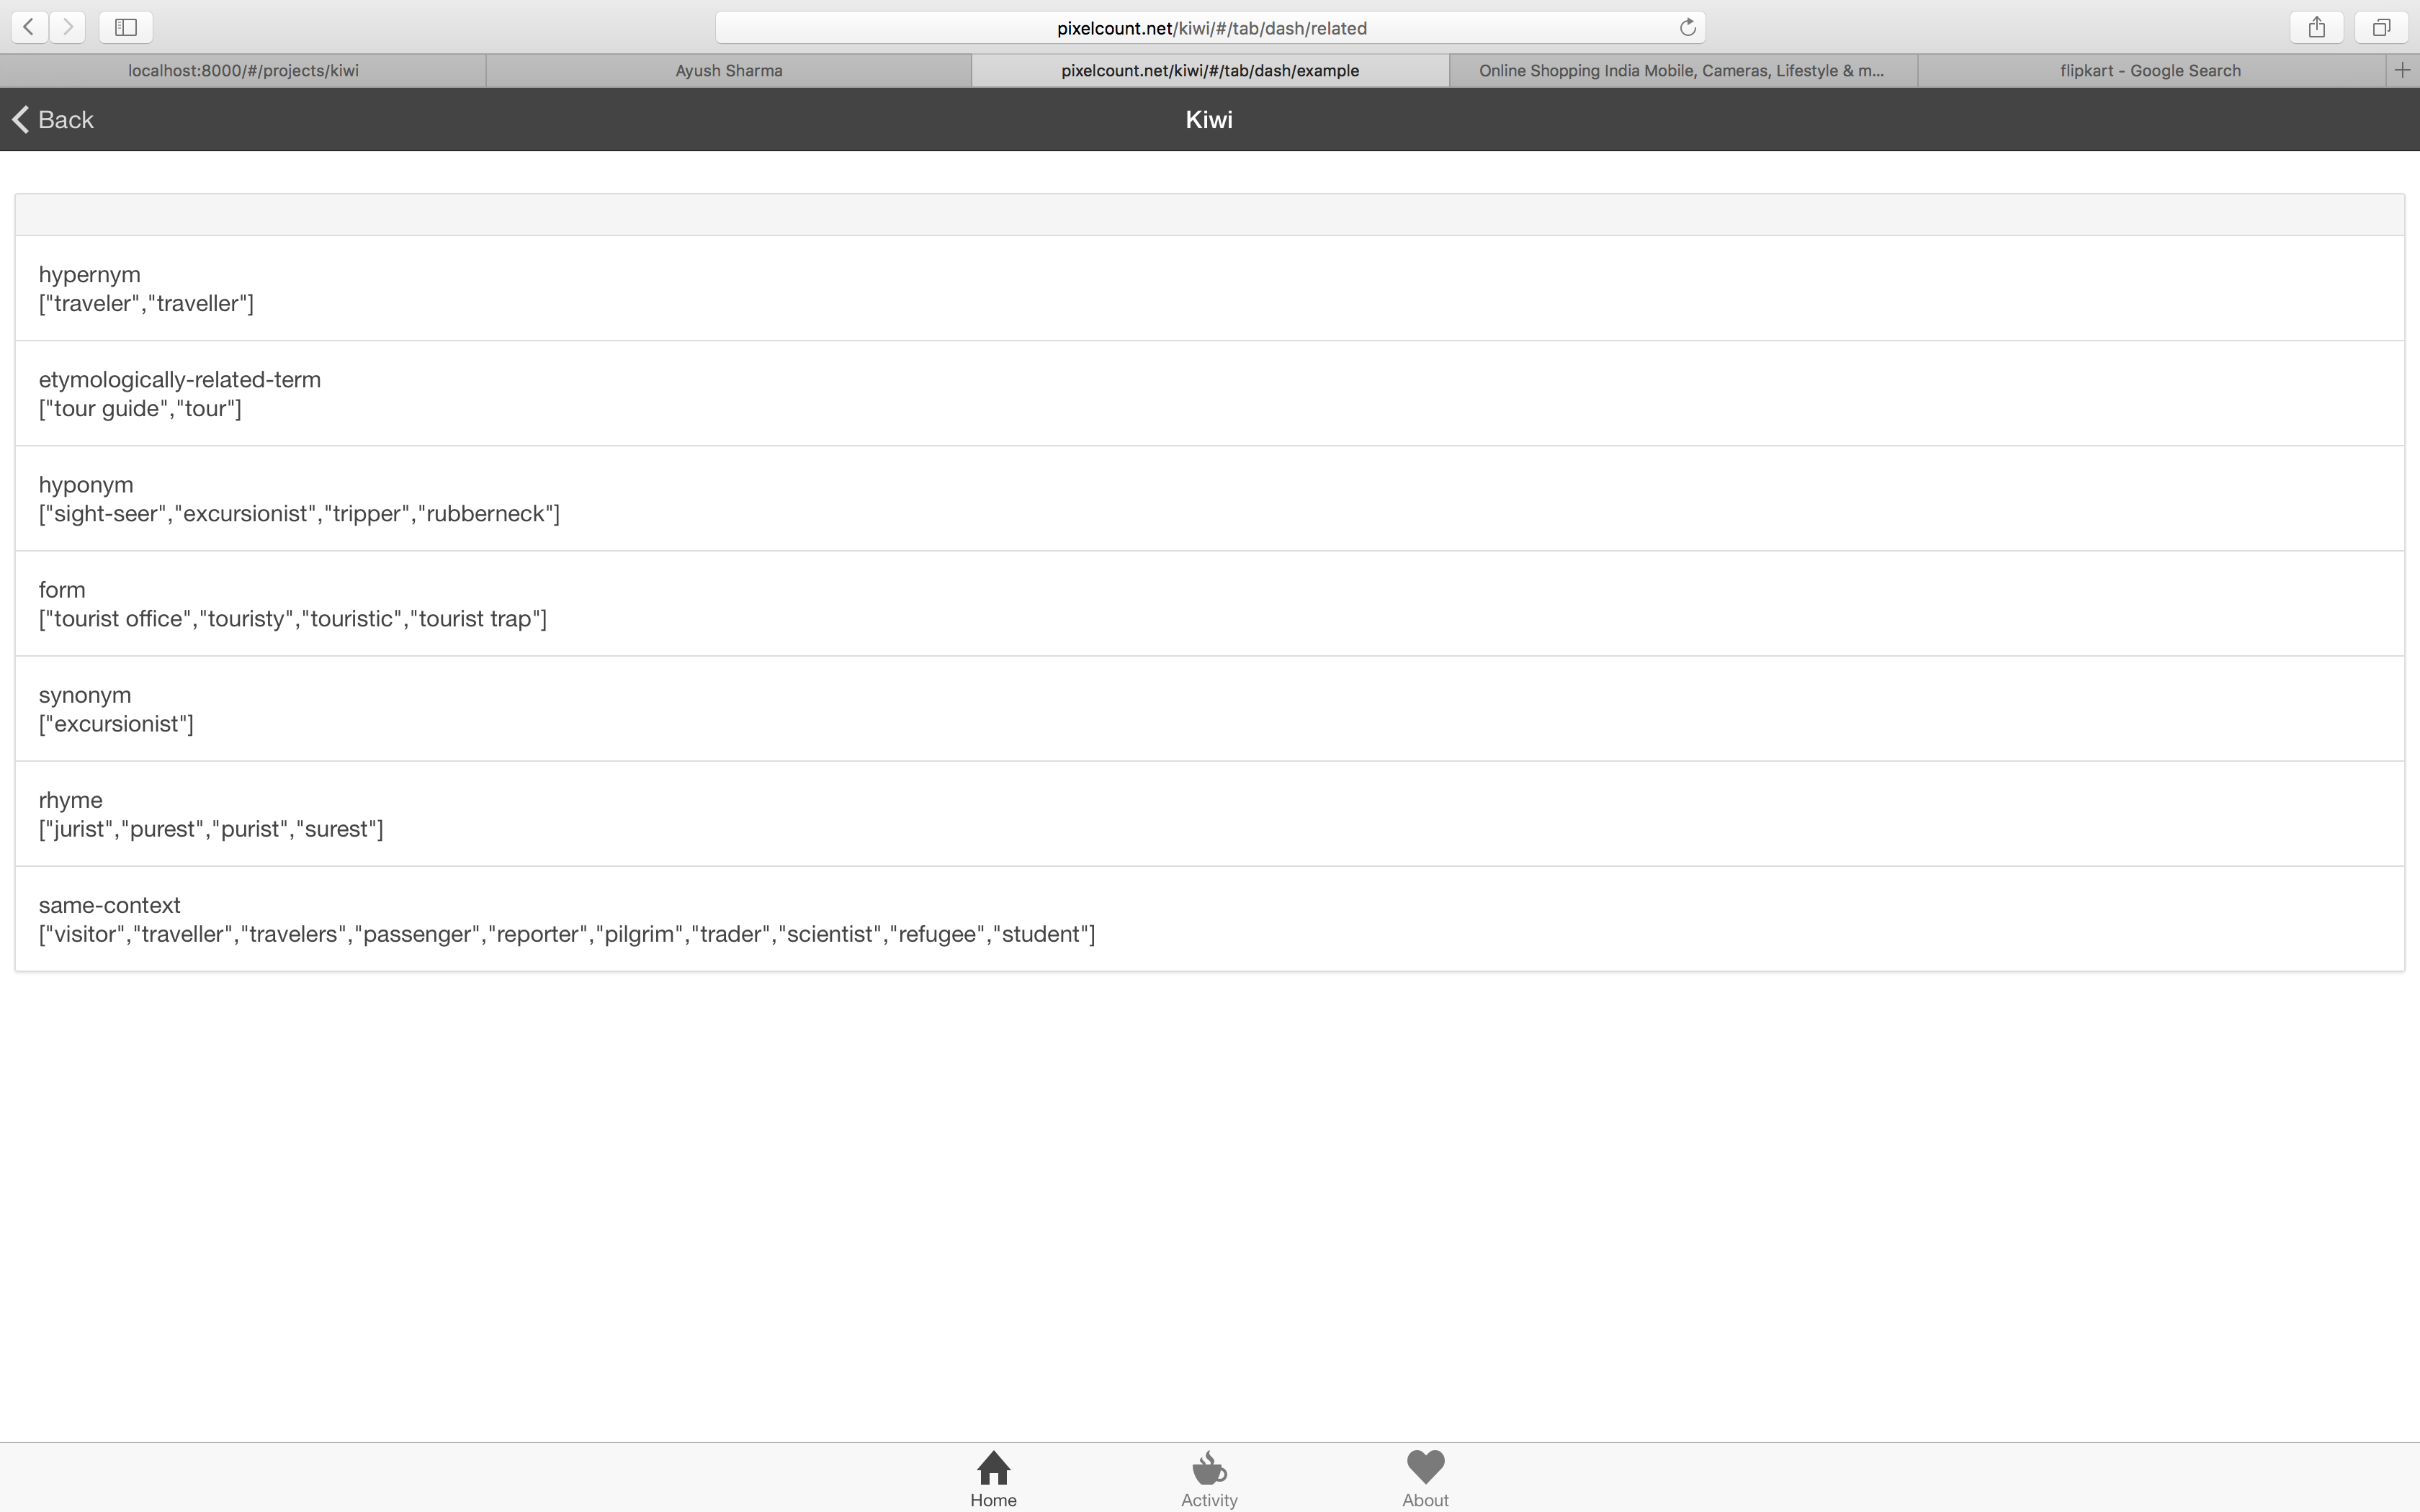 pixelcount.net/kiwi/#/tab/dash/related
localhost:8000/#/projects/kiwi
Ayush Sharma
pixelcount.net/kiwi/#/tab/dash/example
Online Shopping India Mobile, Cameras, Lifestyle & m...
flipkart - Google Search
Back
Kiwi
hypernym
["traveler","traveller"]
etymologically-related-term
["tour guide","tour"]
hyponym
["sight-seer","excursionist","tripper","rubberneck"]
form
["tourist office","touristy","touristic","tourist trap"]
synonym
["excursionist"]
rhyme
["jurist","purest","purist","surest"]
same-context
["visitor","traveller","travelers","passenger","reporter","pilgrim","trader","scientist","refugee","student"]
Home
Activity
About